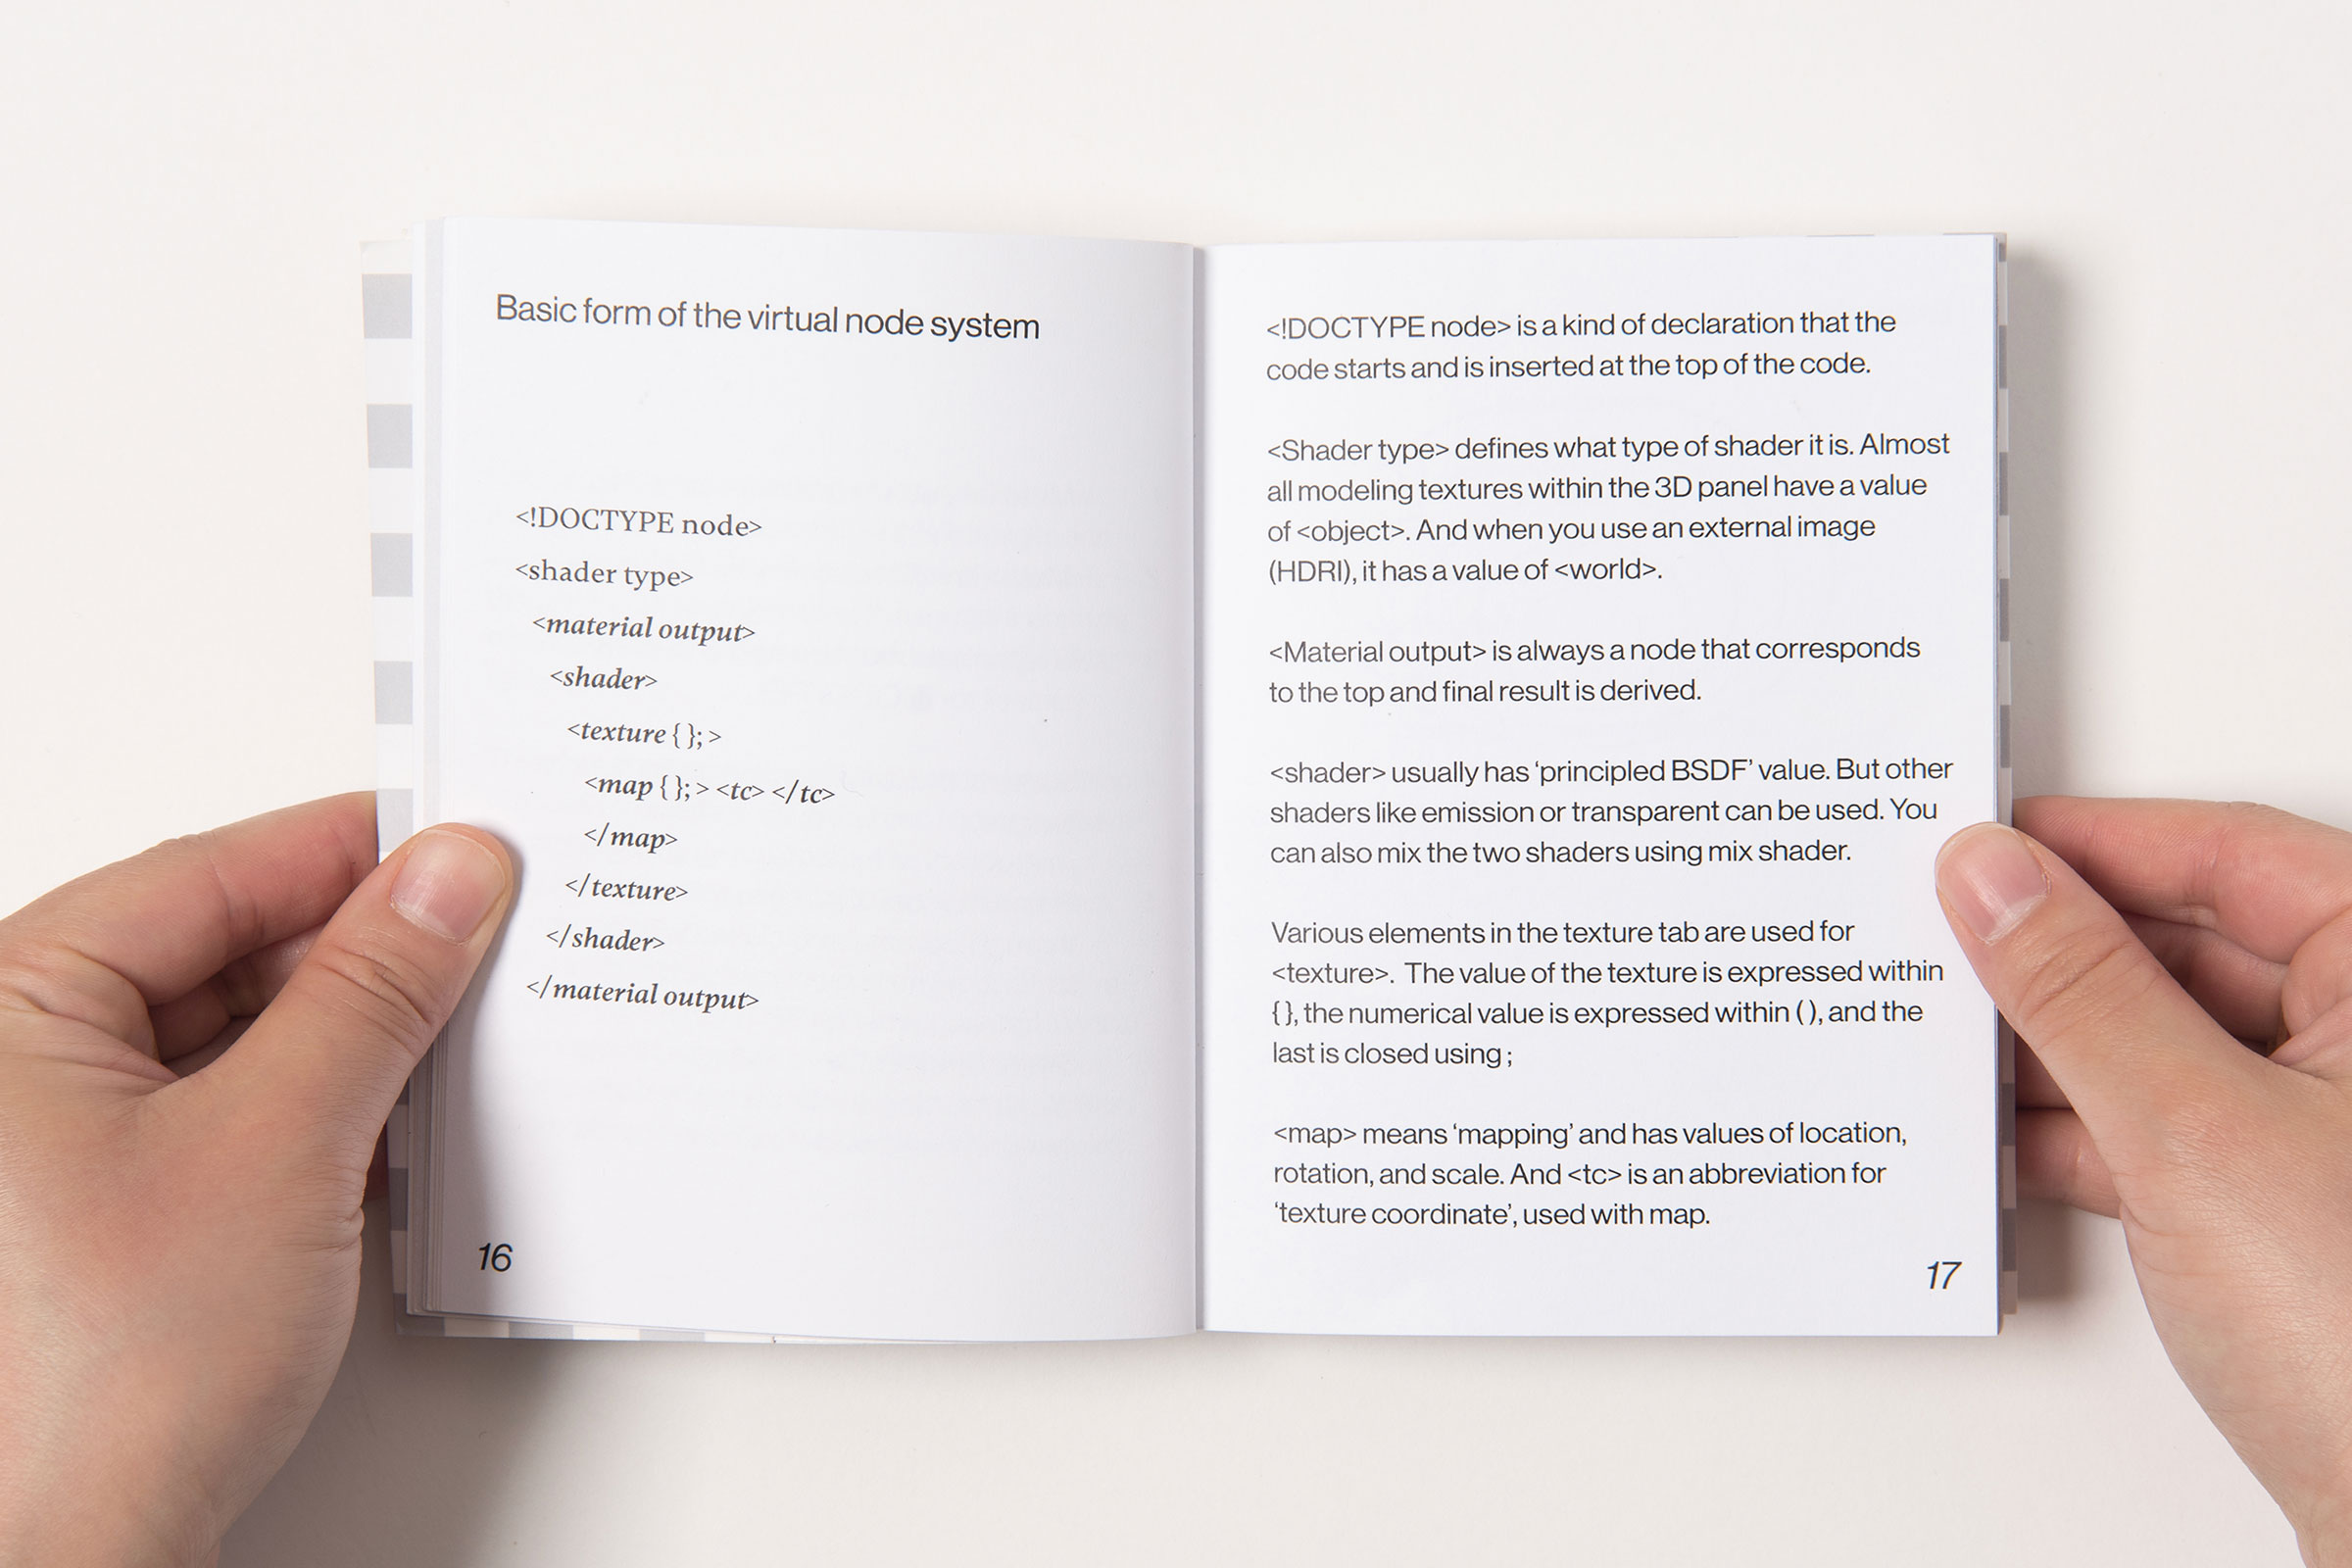 Basic form of the virtual node system
<!DOCTYPE node>
<shader type>
<material output>
<shader>
<texture { }; >
<map { }; > <tc> </tc>
</map>
</texture>
</shader>
</material output>
16
<!DOCTYPE node> is a kind of declaration that the
code starts and is inserted at the top of the code.
<Shader type> defines what type of shader it is. Almost
all modeling textures within the 3D panel have a value
of <object>. And when you use an external image
(HDRI), it has a value of <world>.
<Material output> is always a node that corresponds
to the top and final result is derived.
<shader> usually has ‘principled BSDF’ value. But other
shaders like emission or transparent can be used. You
can also mix the two shaders using mix shader.
Various elements in the texture tab are used for
<texture>. The value of the texture is expressed within
{ }, the numerical value is expressed within ( ), and the
last is closed using ;
<map> means ‘mapping’ and has values of location,
rotation, and scale. And <tc> is an abbreviation for
‘texture coordinate’, used with map.
17